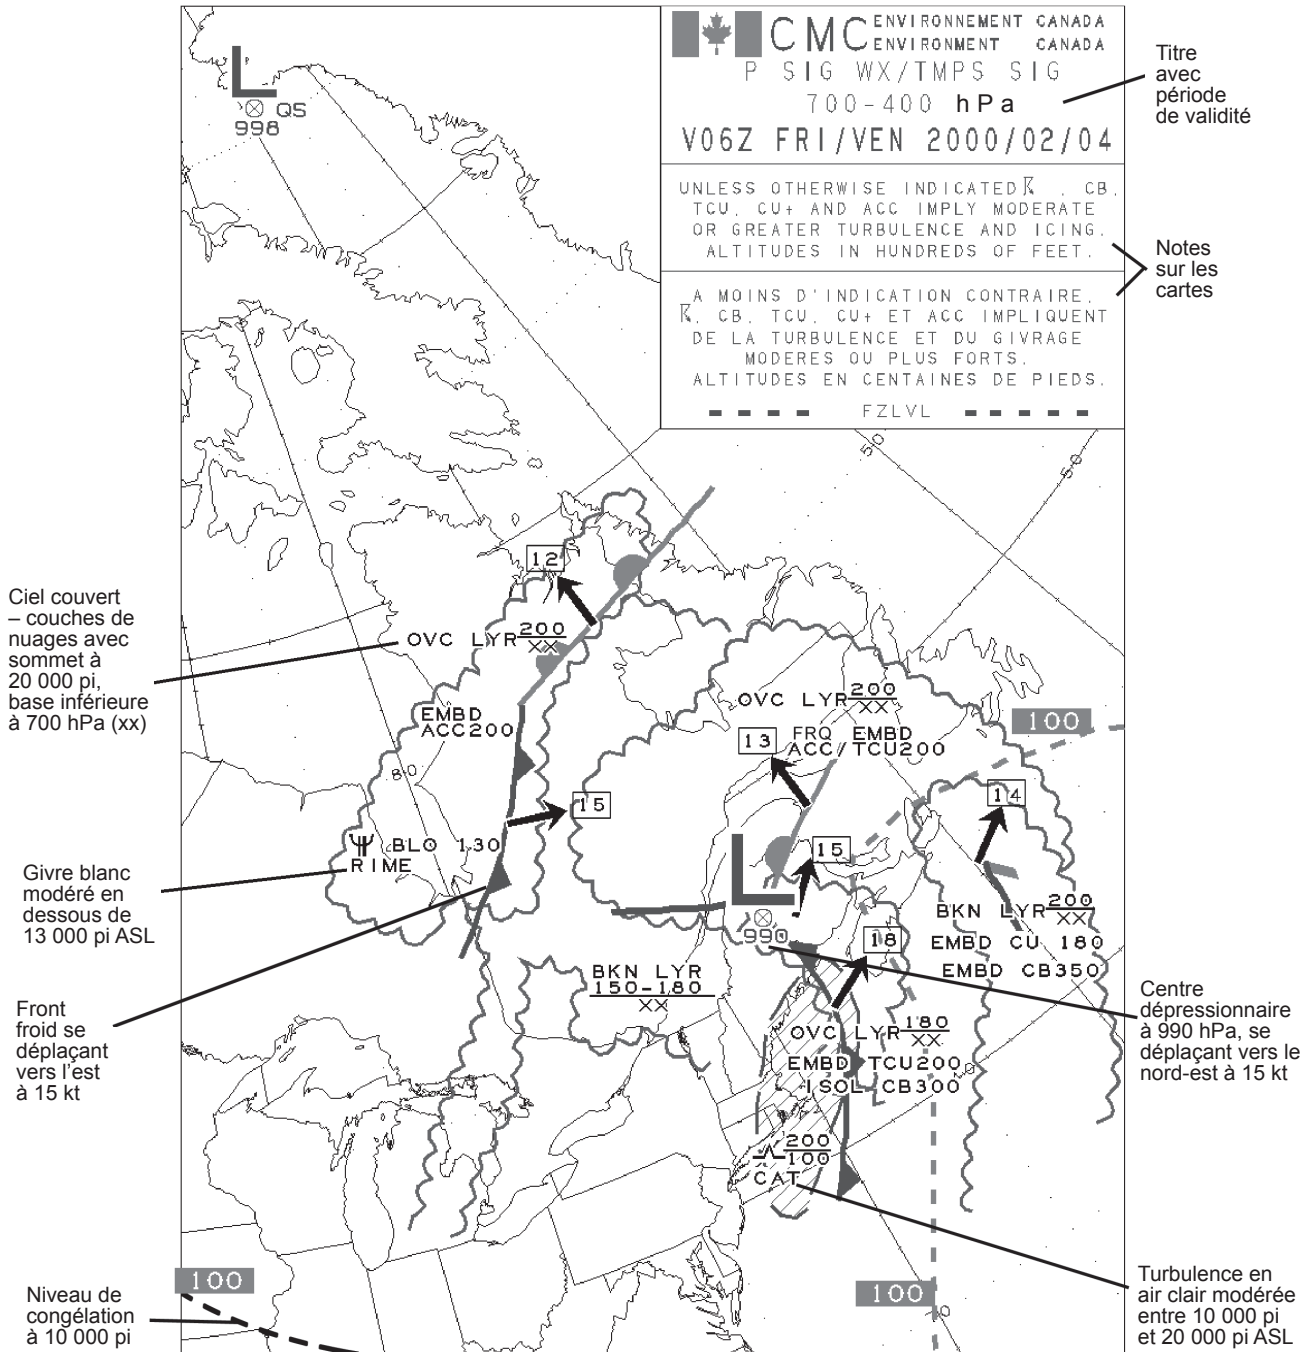 CMC ENVIRONNEMENT CANADA
ENVIRONMENT CANADA
P SIG WX/TMPS SIG
700-400 hPa
V06Z FRI/VEN 2000/02/04
UNLESS OTHERWISE INDICATED , CB,
TCU, CU+ AND ACC IMPLY MODERATE
OR GREATER TURBULENCE AND ICING.
ALTITUDES IN HUNDREDS OF FEET.
A MOINS D'INDICATION CONTRAIRE,
, CB, TCU, CU+ ET ACC IMPLIQUENT
DE LA TURBULENCE ET DU GIVRAGE
MODERES OU PLUS FORTS.
ALTITUDES EN CENTAINES DE PIEDS.
FZLVL
Titre
avec
période
de validité
Notes
sur les
cartes
L
QS
998
50
50
12
OVC LYR 200
XX
EMBD
ACC200
80
15
BLO 130
RIME
OVC LYR 200
XX
FRQ EMBD
ACC/TCU200
13
100
14
15
L
990
18
BKN LYR 200
XX
EMBD CU 180
EMBD CB350
BKN LYR
150-180
XX
OVC LYR 180
XX
EMBD TCU200
ISOL CB300
200
100
CAT
100
100
Ciel couvert
– couches de
nuages avec
sommet à
20 000 pi,
base inférieure
à 700 hPa (xx)
Givre blanc
modéré en
dessous de
13 000 pi ASL
Front
froid se
déplaçant
vers l'est
à 15 kt
Niveau de
congélation
à 10 000 pi
Centre
dépressionnaire
à 990 hPa, se
déplaçant vers le
nord-est à 15 kt
Turbulence en
air clair modérée
entre 10 000 pi
et 20 000 pi ASL